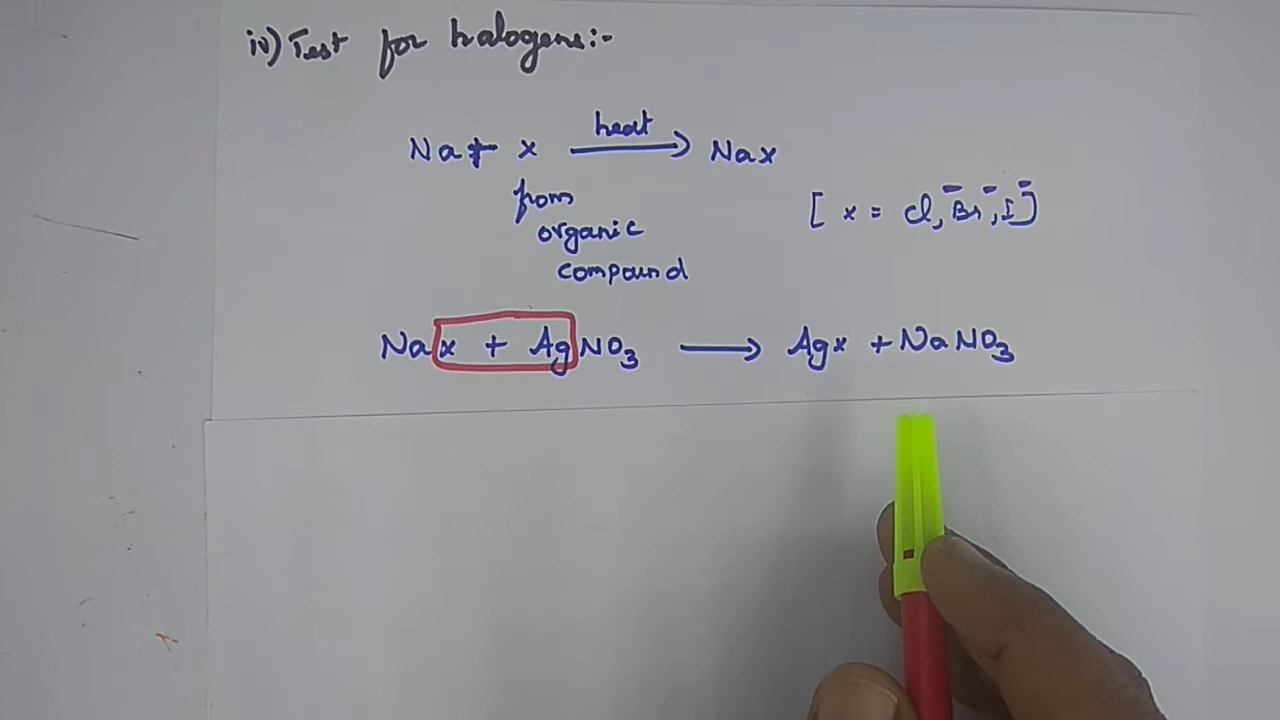 iv) Test for halogens:-
Na + x heat → Nax
from
organic
compound
[ x = Cl⁻, Br⁻, I⁻ ]
Nax + AgNO₃ → Agx + NaNO₃